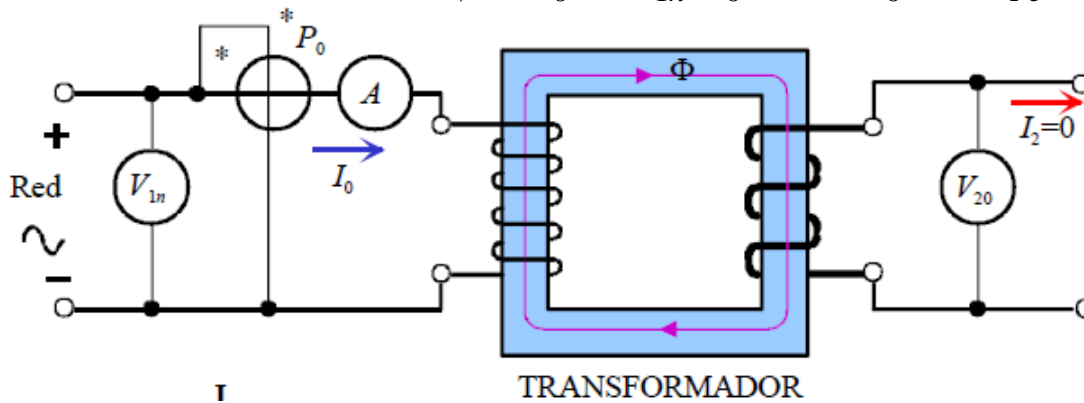 * P₀
*
A
Φ
+
I₀
I₂=0
Red
V₁ₙ
V₂₀
−
TRANSFORMADOR